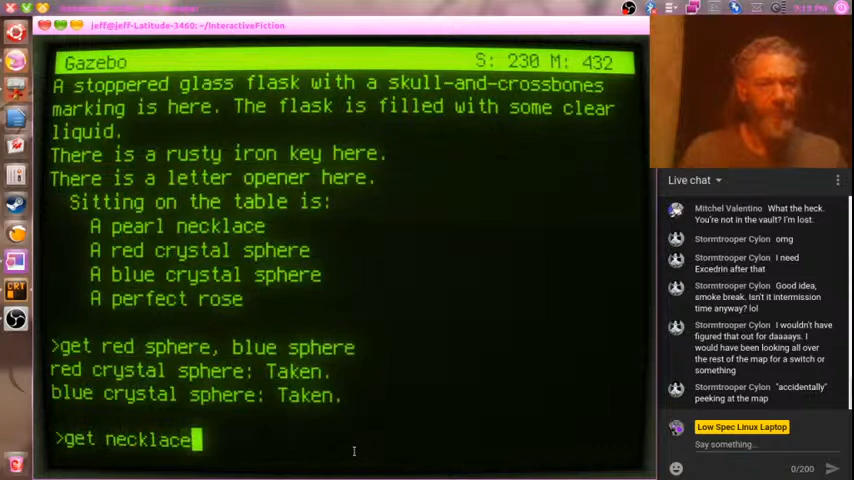 jeff@jeff-Latitude-3460: ~/InteractiveFiction
Gazebo S: 230 M: 432
A stoppered glass flask with a skull-and-crossbones
marking is here. The flask is filled with some clear
liquid.
There is a rusty iron key here.
There is a letter opener here.
Sitting on the table is:
A pearl necklace
A red crystal sphere
A blue crystal sphere
A perfect rose
>get red sphere, blue sphere
red crystal sphere: Taken.
blue crystal sphere: Taken.
>get necklace
CRT
Live chat
Mitchel Valentino What the heck.
You're not in the vault? I'm lost.
Stormtrooper Cylon omg
Stormtrooper Cylon I need
Excedrin after that
Stormtrooper Cylon Good idea,
smoke break. Isn't it intermission
time anyway? lol
Stormtrooper Cylon I wouldn't have
figured that out for daaaays. I
would have been looking all over
the rest of the map for a switch or
something
Stormtrooper Cylon "accidentally"
peeking at the map
Low Spec Linux Laptop
Say something...
0/200